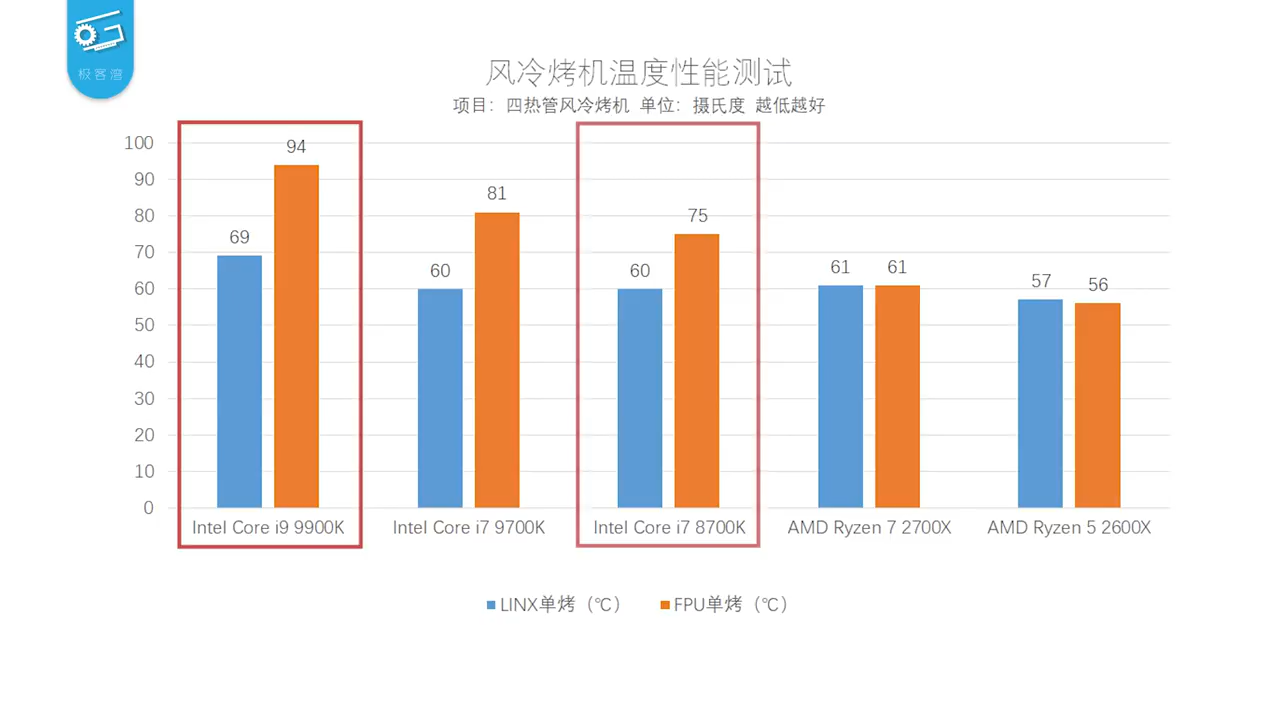 极客湾
风冷烤机温度性能测试
项目：四热管风冷烤机 单位：摄氏度 越低越好
100
90
80
70
60
50
40
30
20
10
0
69
94
60
81
60
75
61
61
57
56
Intel Core i9 9900K
Intel Core i7 9700K
Intel Core i7 8700K
AMD Ryzen 7 2700X
AMD Ryzen 5 2600X
LINX单烤（℃）
FPU单烤（℃）